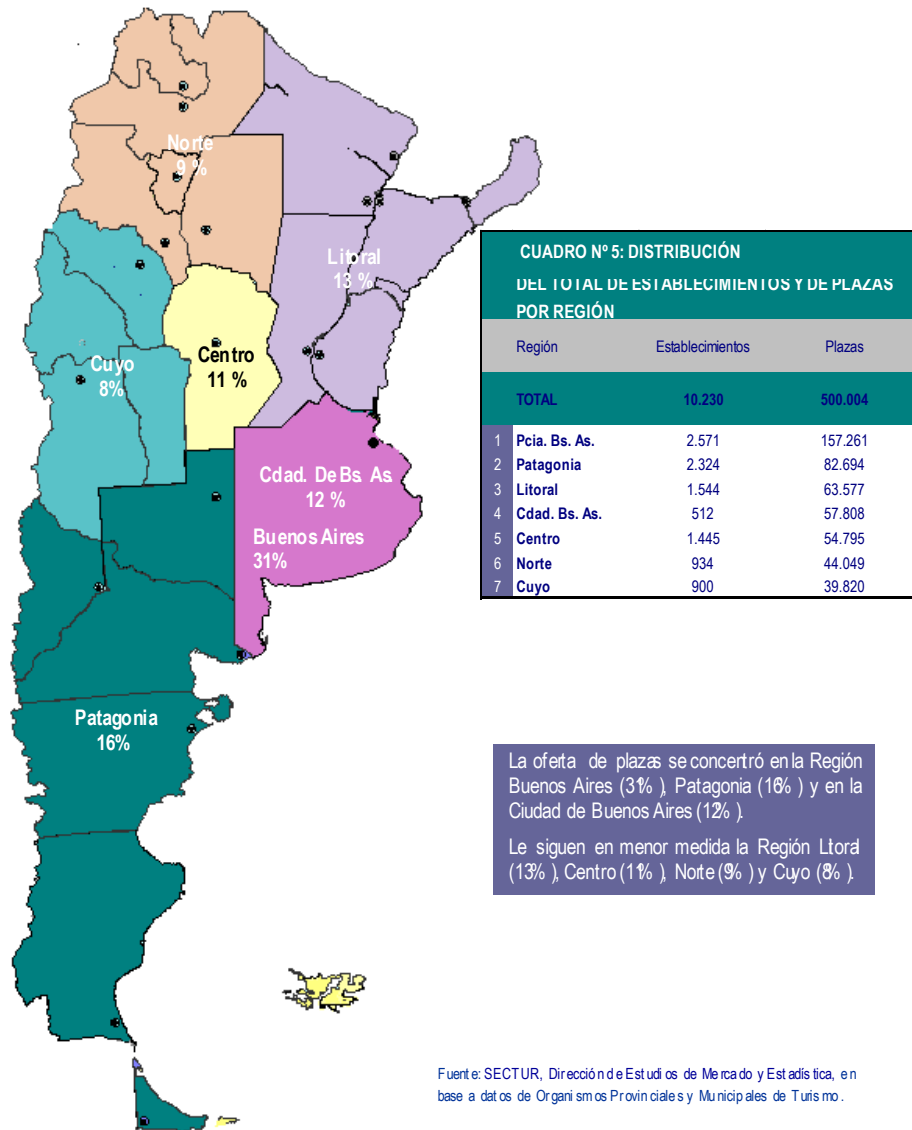 Norte
9 %
Litoral
13 %
Cuyo
8%
Centro
11 %
Cdad. De Bs. As.
12 %
Buenos Aires
31%
Patagonia
16%
CUADRO Nº 5: DISTRIBUCIÓN
DEL TOTAL DE ESTABLECIMIENTOS Y DE PLAZAS
POR REGIÓN
Región Establecimientos Plazas
TOTAL 10.230 500.004
1 Pcia. Bs. As. 2.571 157.261
2 Patagonia 2.324 82.694
3 Litoral 1.544 63.577
4 Cdad. Bs. As. 512 57.808
5 Centro 1.445 54.795
6 Norte 934 44.049
7 Cuyo 900 39.820
La oferta de plazas se concertró en la Región
Buenos Aires (31% ), Patagonia (16% ) y en la
Ciudad de Buenos Aires (12% ).
Le siguen en menor medida la Región Litoral
(13% ), Centro (11% ), Norte (9% ) y Cuyo (8% ).
Fuente: SECTUR, Dirección de Estudios de Mercado y Estadística, en
base a datos de Organismos Provinciales y Municipales de Turismo.